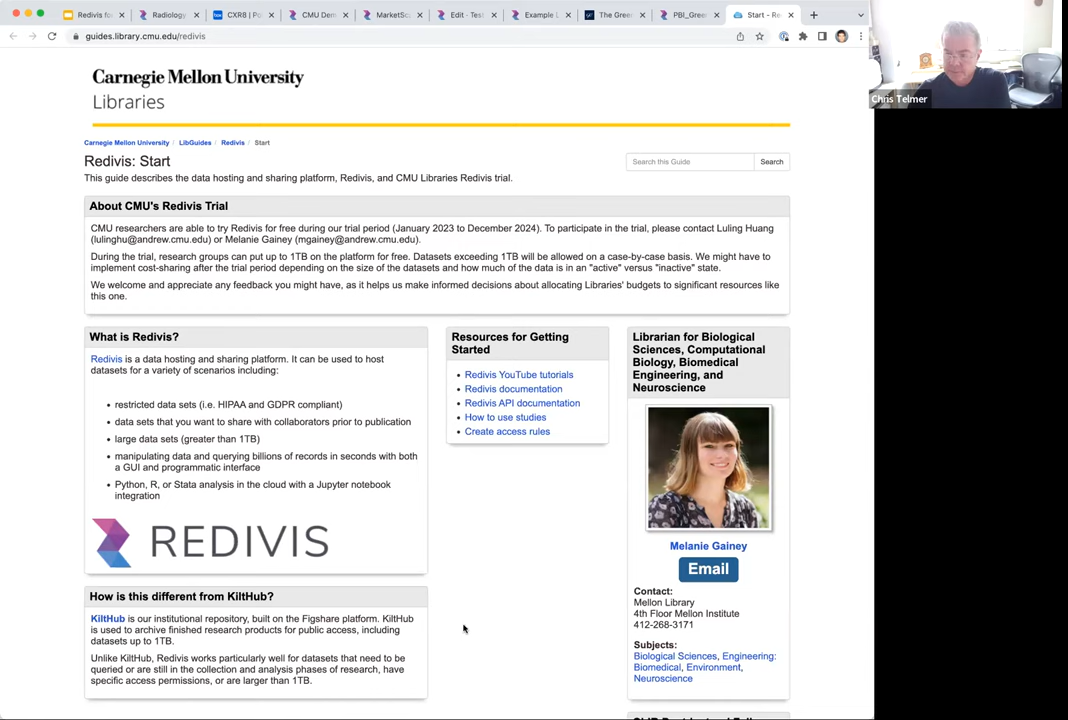 Redivis fo
Radiology
CXR8 | Po
CMU Dem
MarketSc
Edit - Tes
Example L
The Gree
PBI_Gree
Start - Re
guides.library.cmu.edu/redivis
Chris Telmer
Carnegie Mellon University
Libraries
Carnegie Mellon University / LibGuides / Redivis / Start
Redivis: Start
Search this Guide
Search
This guide describes the data hosting and sharing platform, Redivis, and CMU Libraries Redivis trial.
About CMU's Redivis Trial
CMU researchers are able to try Redivis for free during our trial period (January 2023 to December 2024). To participate in the trial, please contact Luling Huang
(lulinghu@andrew.cmu.edu) or Melanie Gainey (mgainey@andrew.cmu.edu).
During the trial, research groups can put up to 1TB on the platform for free. Datasets exceeding 1TB will be allowed on a case-by-case basis. We might have to
implement cost-sharing after the trial period depending on the size of the datasets and how much of the data is in an "active" versus "inactive" state.
We welcome and appreciate any feedback you might have, as it helps us make informed decisions about allocating Libraries' budgets to significant resources like
this one.
What is Redivis?
Redivis is a data hosting and sharing platform. It can be used to host
datasets for a variety of scenarios including:
• restricted data sets (i.e. HIPAA and GDPR compliant)
• data sets that you want to share with collaborators prior to publication
• large data sets (greater than 1TB)
• manipulating data and querying billions of records in seconds with both
a GUI and programmatic interface
• Python, R, or Stata analysis in the cloud with a Jupyter notebook
integration
REDIVIS
How is this different from KiltHub?
KiltHub is our institutional repository, built on the Figshare platform. KiltHub
is used to archive finished research products for public access, including
datasets up to 1TB.
Unlike KiltHub, Redivis works particularly well for datasets that need to be
queried or are still in the collection and analysis phases of research, have
specific access permissions, or are larger than 1TB.
Resources for Getting
Started
• Redivis YouTube tutorials
• Redivis documentation
• Redivis API documentation
• How to use studies
• Create access rules
Librarian for Biological
Sciences, Computational
Biology, Biomedical
Engineering, and
Neuroscience
Melanie Gainey
Email
Contact:
Mellon Library
4th Floor Mellon Institute
412-268-3171
Subjects:
Biological Sciences, Engineering:
Biomedical, Environment,
Neuroscience